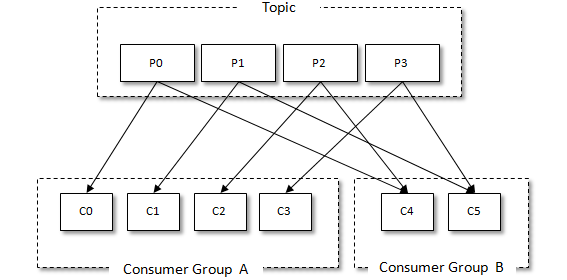 Topic
P0 P1 P2 P3
C0 C1 C2 C3 C4 C5
Consumer Group A Consumer Group B